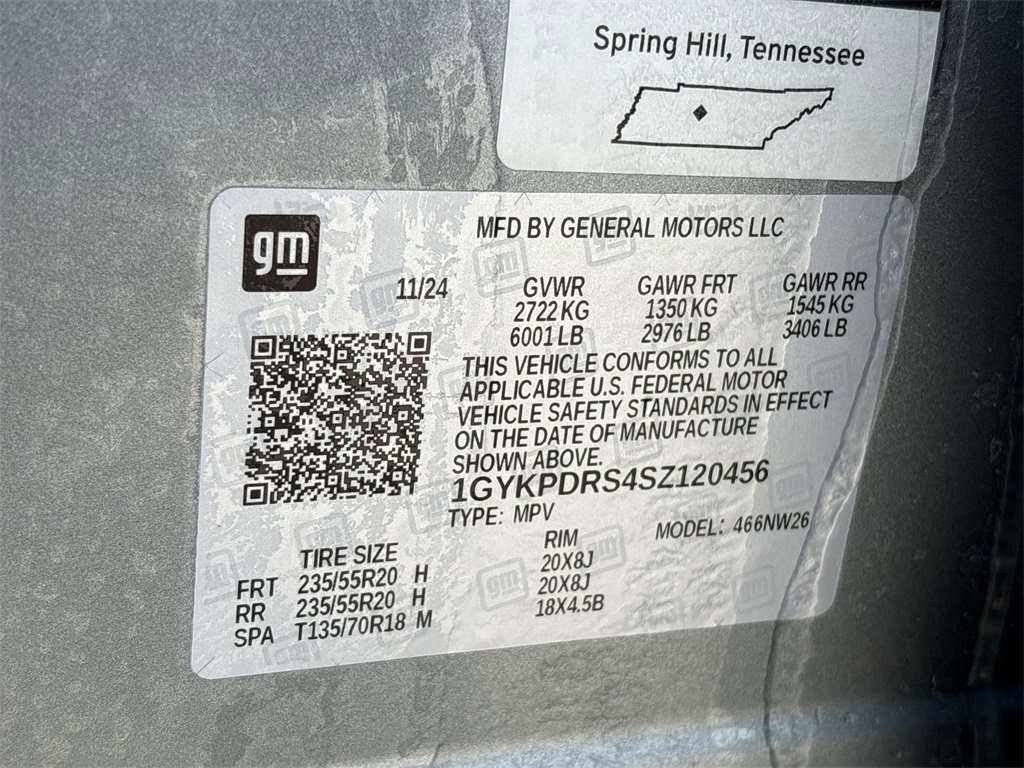 Spring Hill, Tennessee
gm
MFD BY GENERAL MOTORS LLC
11/24
GVWR GAWR FRT GAWR RR
2722 KG 1350 KG 1545 KG
6001 LB 2976 LB 3406 LB
THIS VEHICLE CONFORMS TO ALL
APPLICABLE U.S. FEDERAL MOTOR
VEHICLE SAFETY STANDARDS IN EFFECT
ON THE DATE OF MANUFACTURE
SHOWN ABOVE.
1GYKPDRS4SZ120456
TYPE: MPV MODEL: 466NW26
TIRE SIZE RIM
FRT 235/55R20 H 20X8J
RR 235/55R20 H 20X8J
SPA T135/70R18 M 18X4.5B